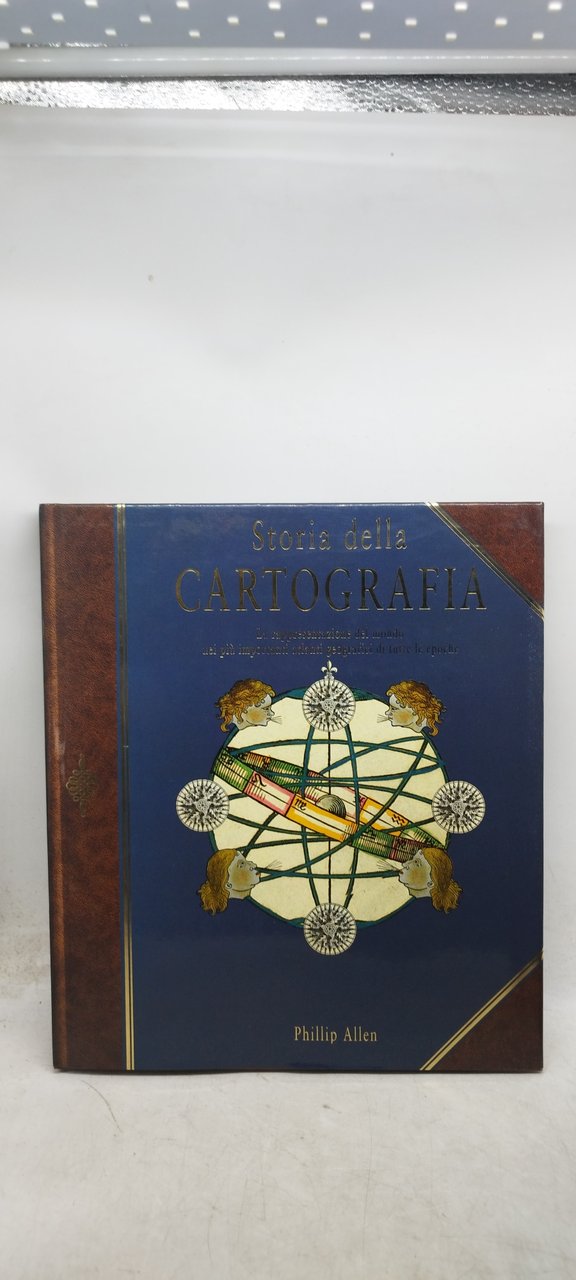 Storia della
CARTOGRAFIA
La rappresentazione del mondo
nei più importanti atlanti geografici di tutte le epoche
Phillip Allen